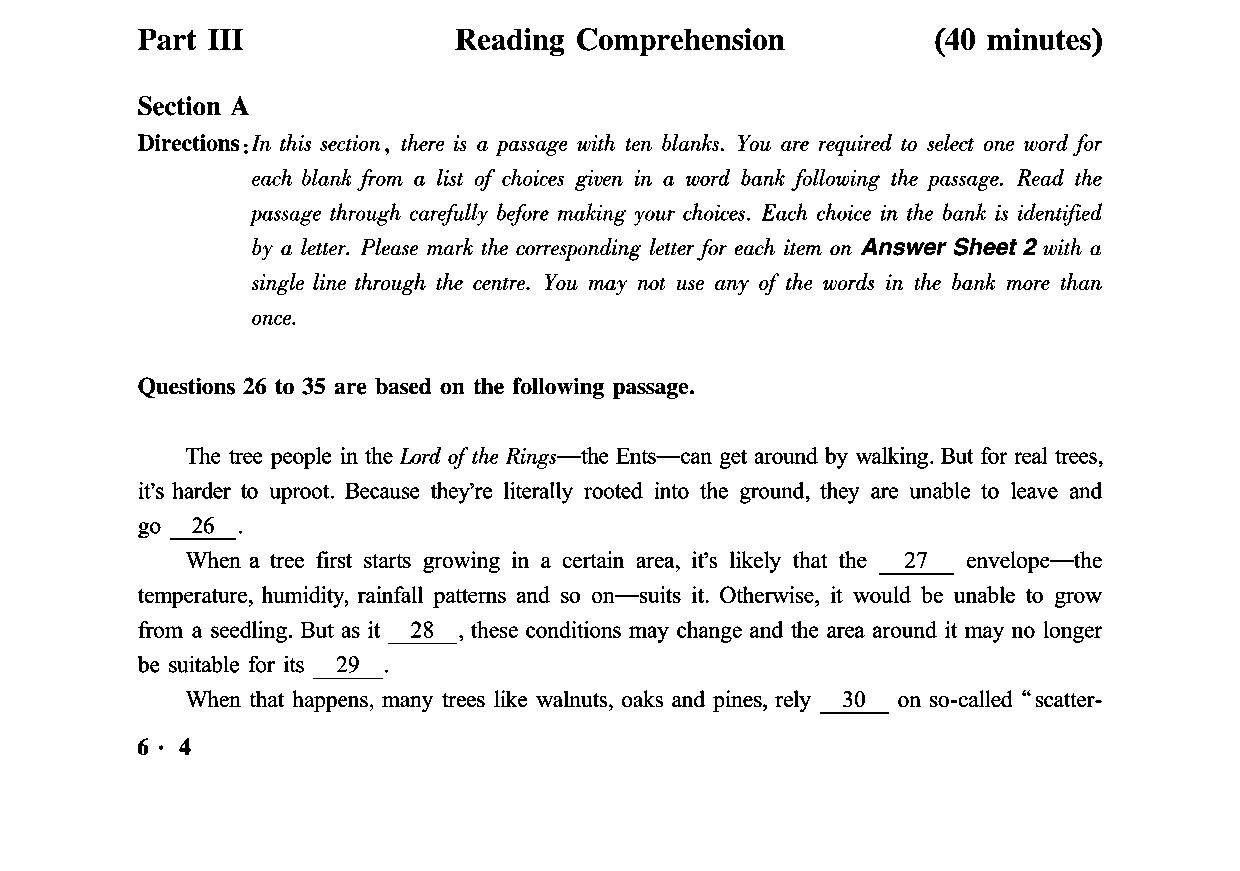 Part III Reading Comprehension (40 minutes)
Section A
Directions: In this section, there is a passage with ten blanks. You are required to select one word for
each blank from a list of choices given in a word bank following the passage. Read the
passage through carefully before making your choices. Each choice in the bank is identified
by a letter. Please mark the corresponding letter for each item on Answer Sheet 2 with a
single line through the centre. You may not use any of the words in the bank more than
once.
Questions 26 to 35 are based on the following passage.
The tree people in the Lord of the Rings—the Ents—can get around by walking. But for real trees,
it's harder to uproot. Because they're literally rooted into the ground, they are unable to leave and
go 26 .
When a tree first starts growing in a certain area, it's likely that the 27 envelope—the
temperature, humidity, rainfall patterns and so on—suits it. Otherwise, it would be unable to grow
from a seedling. But as it 28 , these conditions may change and the area around it may no longer
be suitable for its 29 .
When that happens, many trees like walnuts, oaks and pines, rely 30 on so-called “scatter-
6 · 4